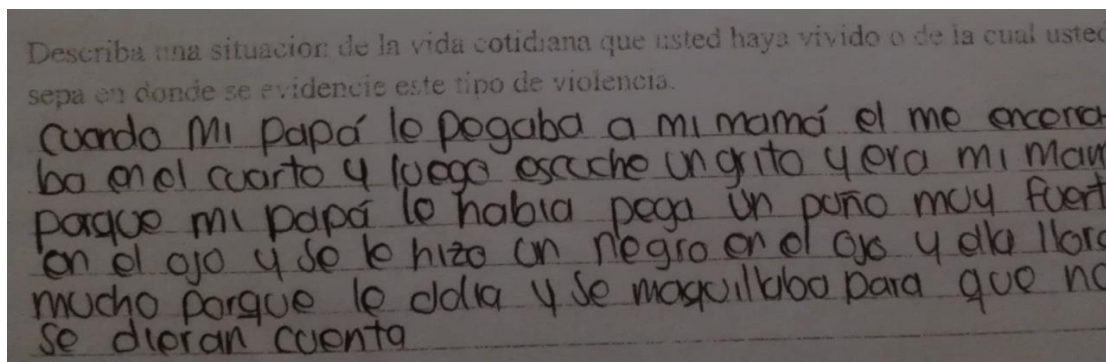 Describa una situación de la vida cotidiana que usted haya vivido o de la cual usted
sepa en donde se evidencie este tipo de violencia.
cuando mi papá le pegaba a mi mamá el me encerra
ba en el cuarto y luego escuche un grito y era mi mam
porque mi papá le habia pega un puño muy fuert
en el ojo y se le hizo un negro en el ojo y ella lloro
mucho porque le dolia y se maquillaba para que no
se dieran cuenta